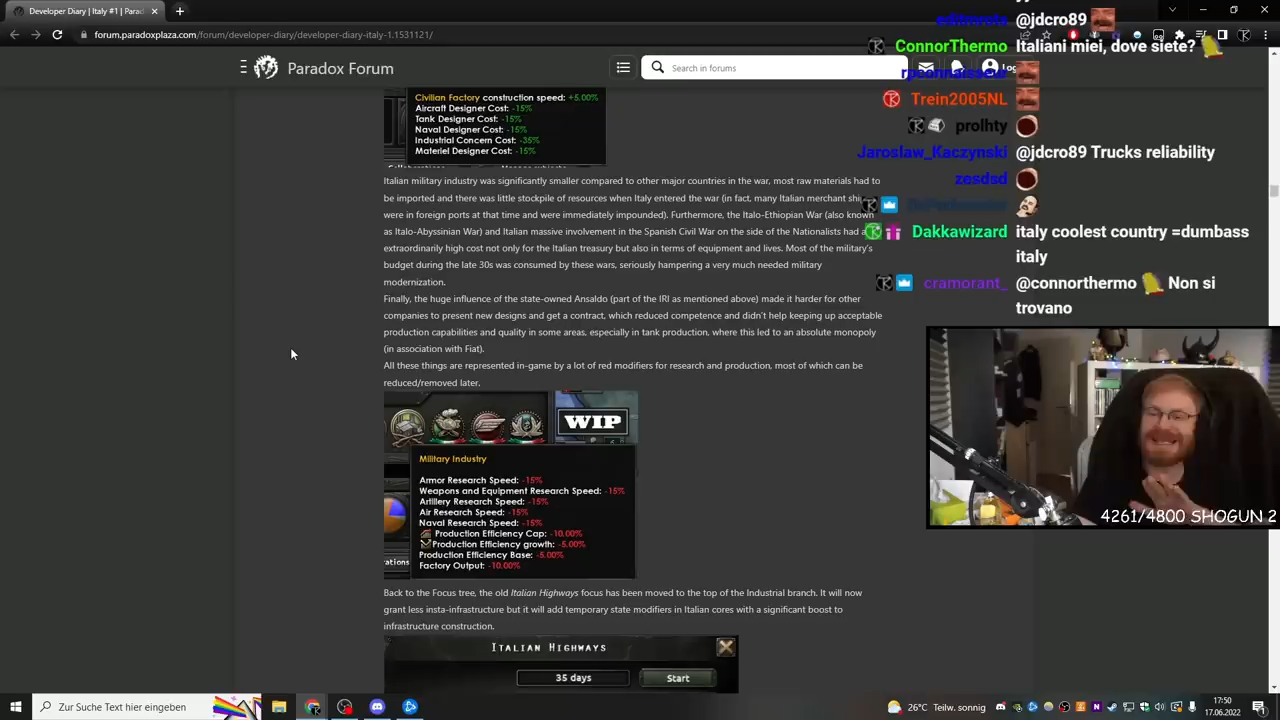 Developer Diary | Italy #1 | Parad
forum.paradoxplaza.com/forum/developer-diary/developer-diary-italy-1.1531121/
Paradox Forum
Search in forums
Log
Civilian Factory construction speed: +5.00%
Aircraft Designer Cost: -15%
Tank Designer Cost: -15%
Naval Designer Cost: -15%
Industrial Concern Cost: -35%
Materiel Designer Cost: -15%
Italian military industry was significantly smaller compared to other major countries in the war, most raw materials had to
be imported and there was little stockpile of resources when Italy entered the war (in fact, many Italian merchant shi
were in foreign ports at that time and were immediately impounded). Furthermore, the Italo-Ethiopian War (also known
as Italo-Abyssinian War) and Italian massive involvement in the Spanish Civil War on the side of the Nationalists had a
extraordinarily high cost not only for the Italian treasury but also in terms of equipment and lives. Most of the military's
budget during the late 30s was consumed by these wars, seriously hampering a very much needed military
modernization.
Finally, the huge influence of the state-owned Ansaldo (part of the IRI as mentioned above) made it harder for other
companies to present new designs and get a contract, which reduced competence and didn't help keeping up acceptable
production capabilities and quality in some areas, especially in tank production, where this led to an absolute monopoly
(in association with Fiat).
All these things are represented in-game by a lot of red modifiers for research and production, most of which can be
reduced/removed later.
WIP
Military Industry
Armor Research Speed: -15%
Weapons and Equipment Research Speed: -15%
Artillery Research Speed: -15%
Air Research Speed: -15%
Naval Research Speed: -15%
Production Efficiency Cap: -10.00%
Production Efficiency growth: -5.00%
Production Efficiency Base: -5.00%
Factory Output: -10.00%
rations
Back to the Focus tree, the old Italian Highways focus has been moved to the top of the Industrial branch. It will now
grant less insta-infrastructure but it will add temporary state modifiers in Italian cores with a significant boost to
infrastructure construction.
ITALIAN HIGHWAYS
35 days
Start
@jdcro89
ConnorThermo Italiani miei, dove siete?
rpconnaisseur
Trein2005NL
prolhty
Jaroslaw_Kaczynski @jdcro89 Trucks reliability
zesdsd
Dakkawizard italy coolest country =dumbass
italy
cramorant_ @connorthermo Non si
trovano
4261/4800 SHOGUN 2
Zur Suche Text hier eingeben
26°C Teilw. sonnig
17:50
17.06.2022